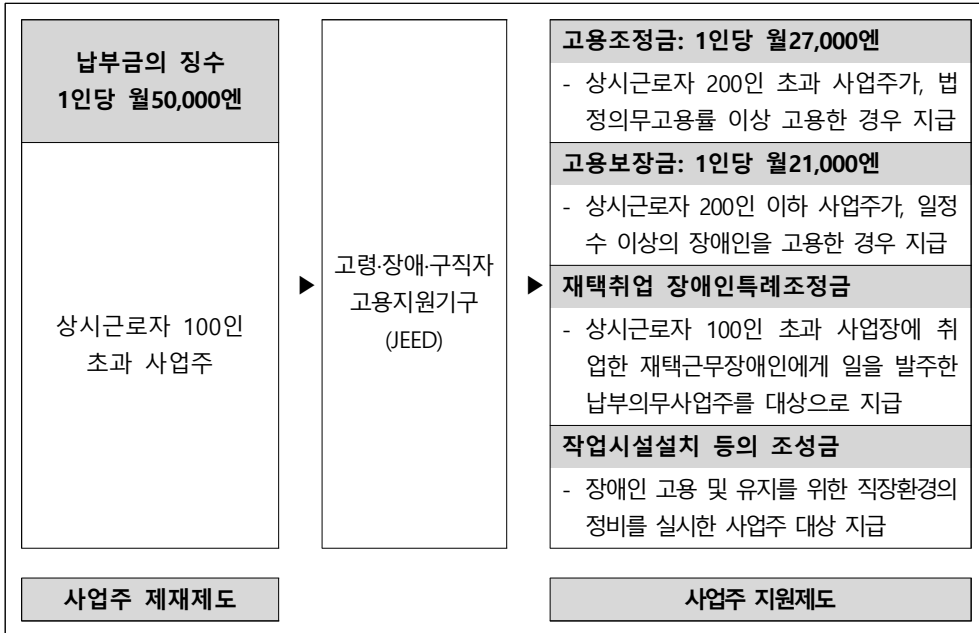 납부금의 징수
1인당 월50,000엔
상시근로자 100인
초과 사업주
▶
고령·장애·구직자
고용지원기구
(JEED)
▶
고용조정금: 1인당 월27,000엔
- 상시근로자 200인 초과 사업주가, 법
정의무고용률 이상 고용한 경우 지급
고용보장금: 1인당 월21,000엔
- 상시근로자 200인 이하 사업주가, 일정
수 이상의 장애인을 고용한 경우 지급
재택취업 장애인특례조정금
- 상시근로자 100인 초과 사업장에 취
업한 재택근무장애인에게 일을 발주한
납부의무사업주를 대상으로 지급
작업시설설치 등의 조성금
- 장애인 고용 및 유지를 위한 직장환경의
정비를 실시한 사업주 대상 지급
사업주 제재제도
사업주 지원제도